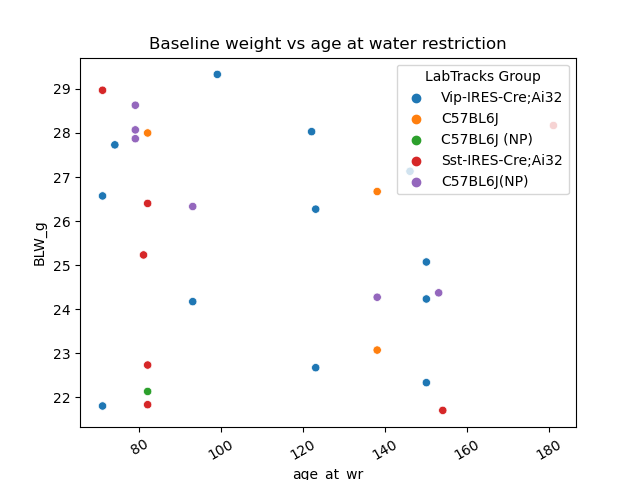 Baseline weight vs age at water restriction
LabTracks Group
Vip-IRES-Cre;Ai32
C57BL6J
C57BL6J (NP)
Sst-IRES-Cre;Ai32
C57BL6J(NP)
BLW_g
29
28
27
26
25
24
23
22
80
100
120
140
160
180
age_at_wr